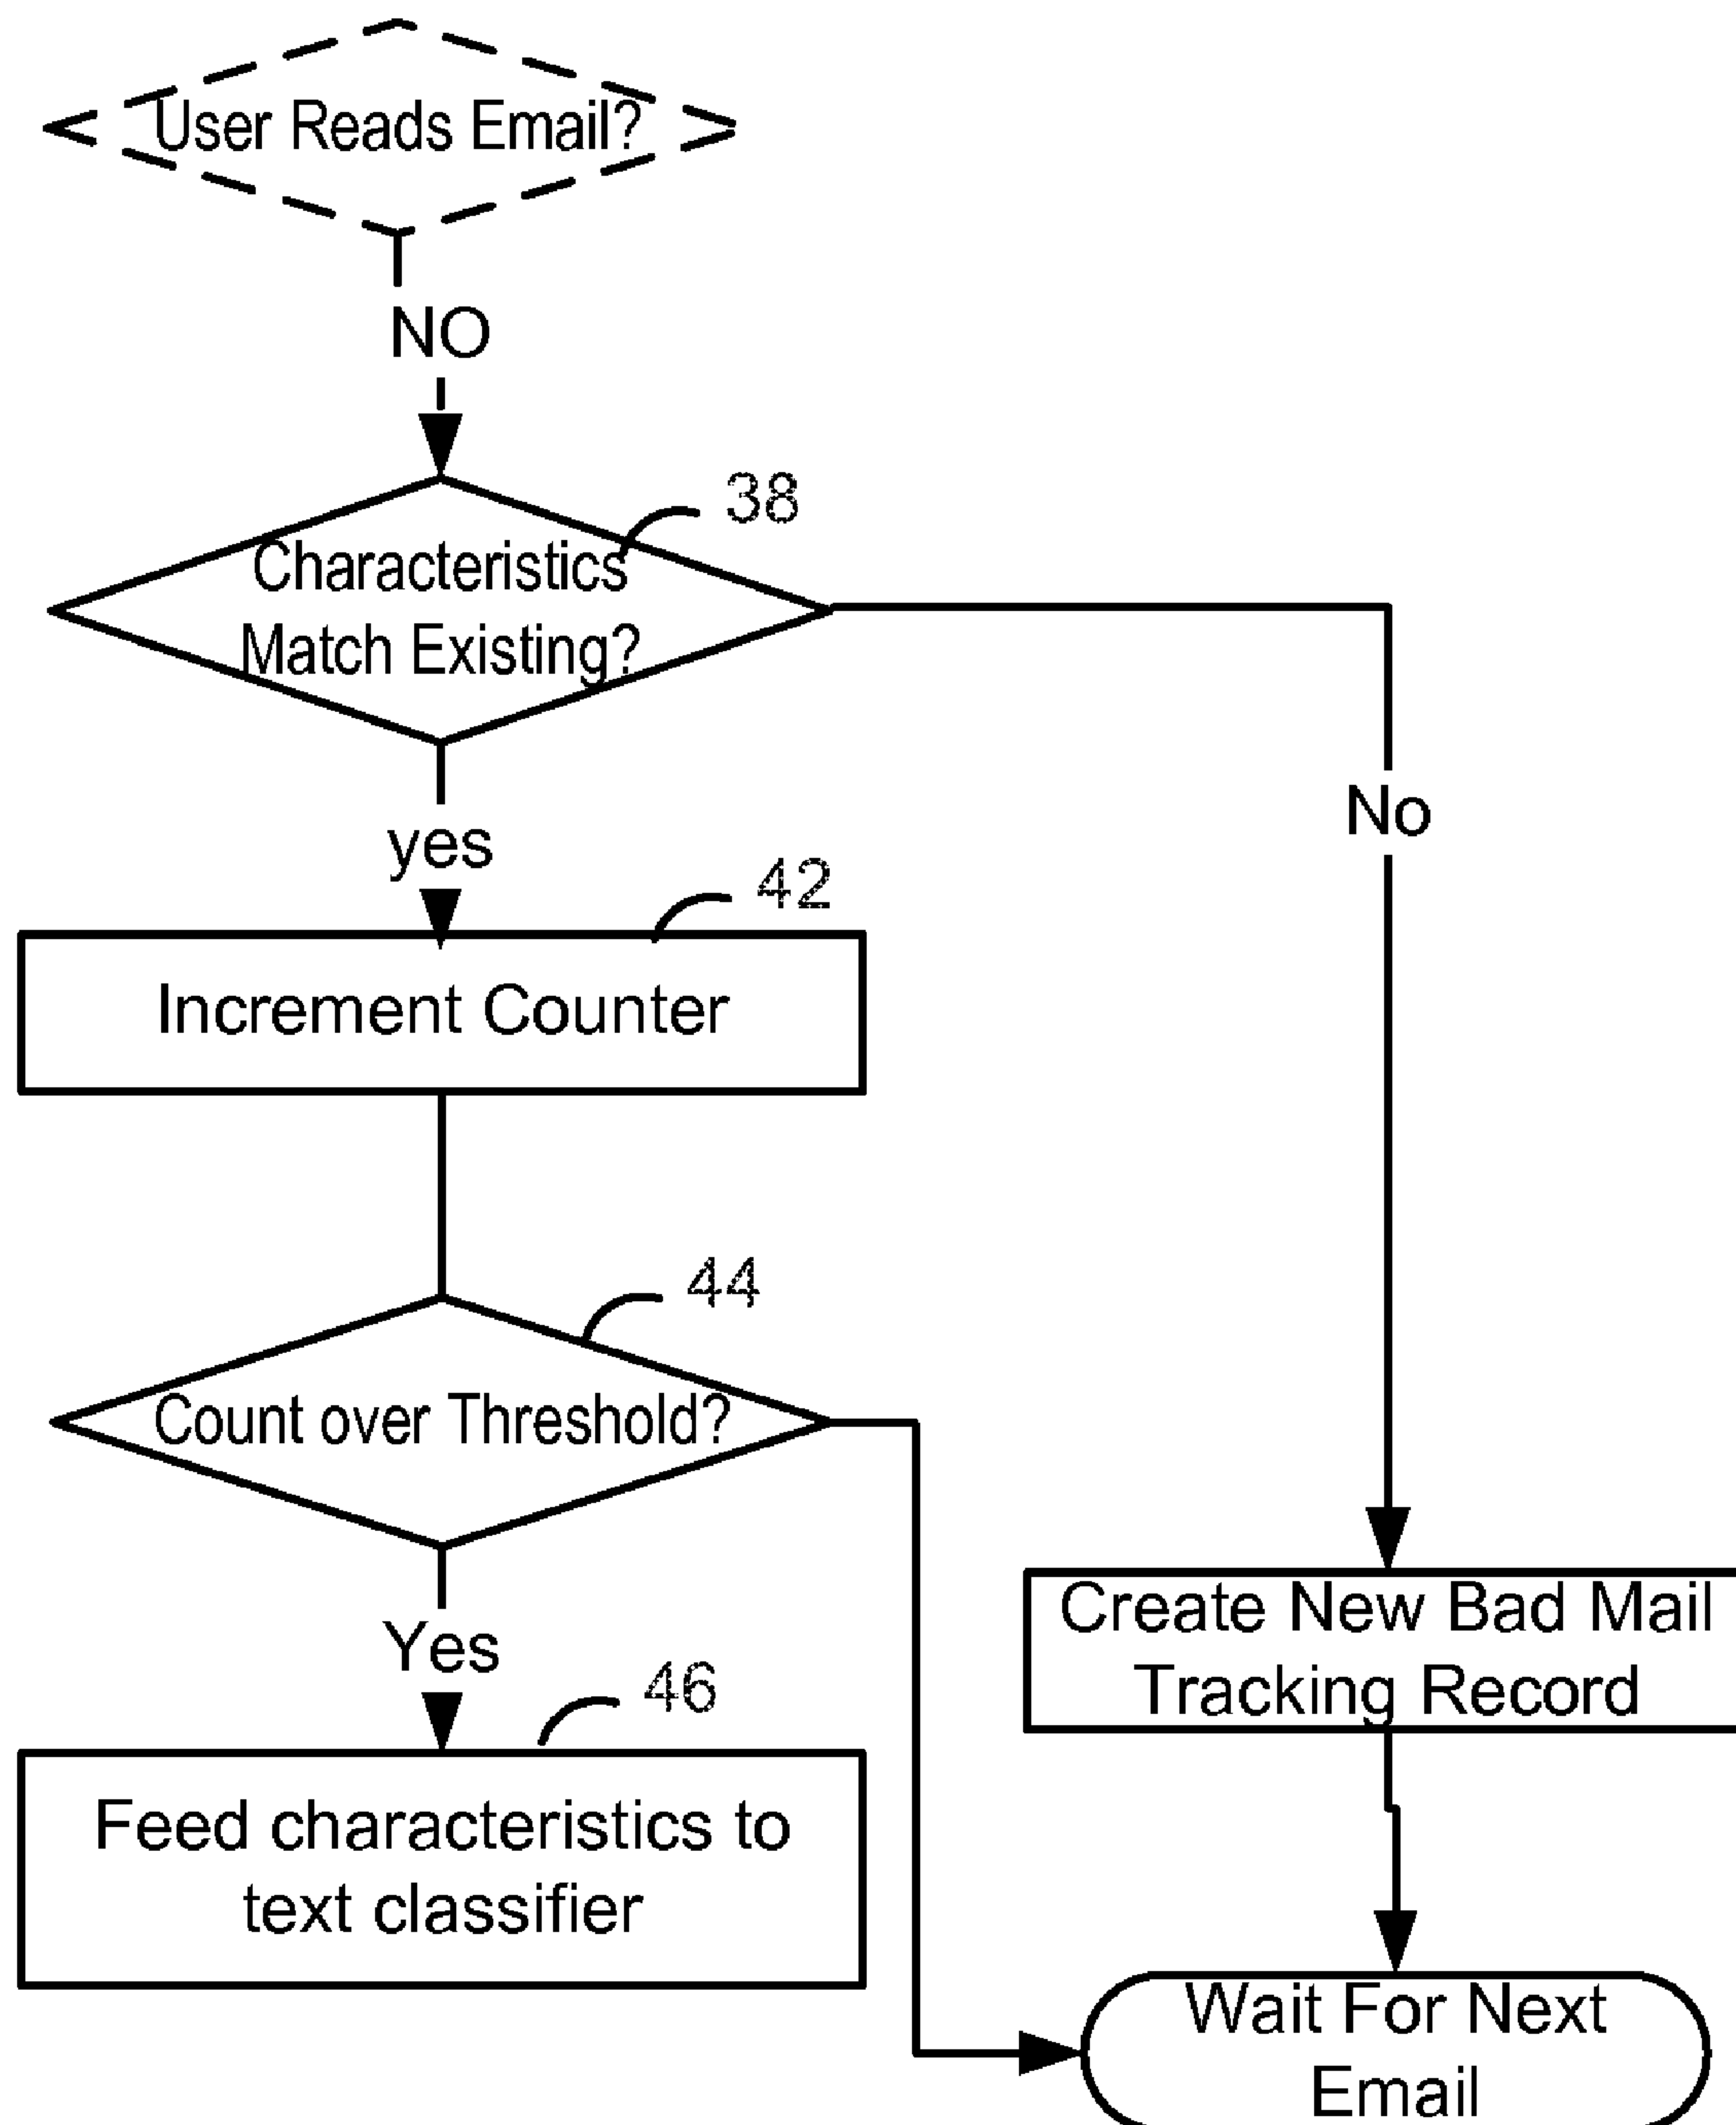 User Reads Email?
NO
38
Characteristics
Match Existing?
No
yes
42
Increment Counter
44
Count over Threshold?
Yes
46
Create New Bad Mail
Tracking Record
Feed characteristics to
text classifier
Wait For Next
Email